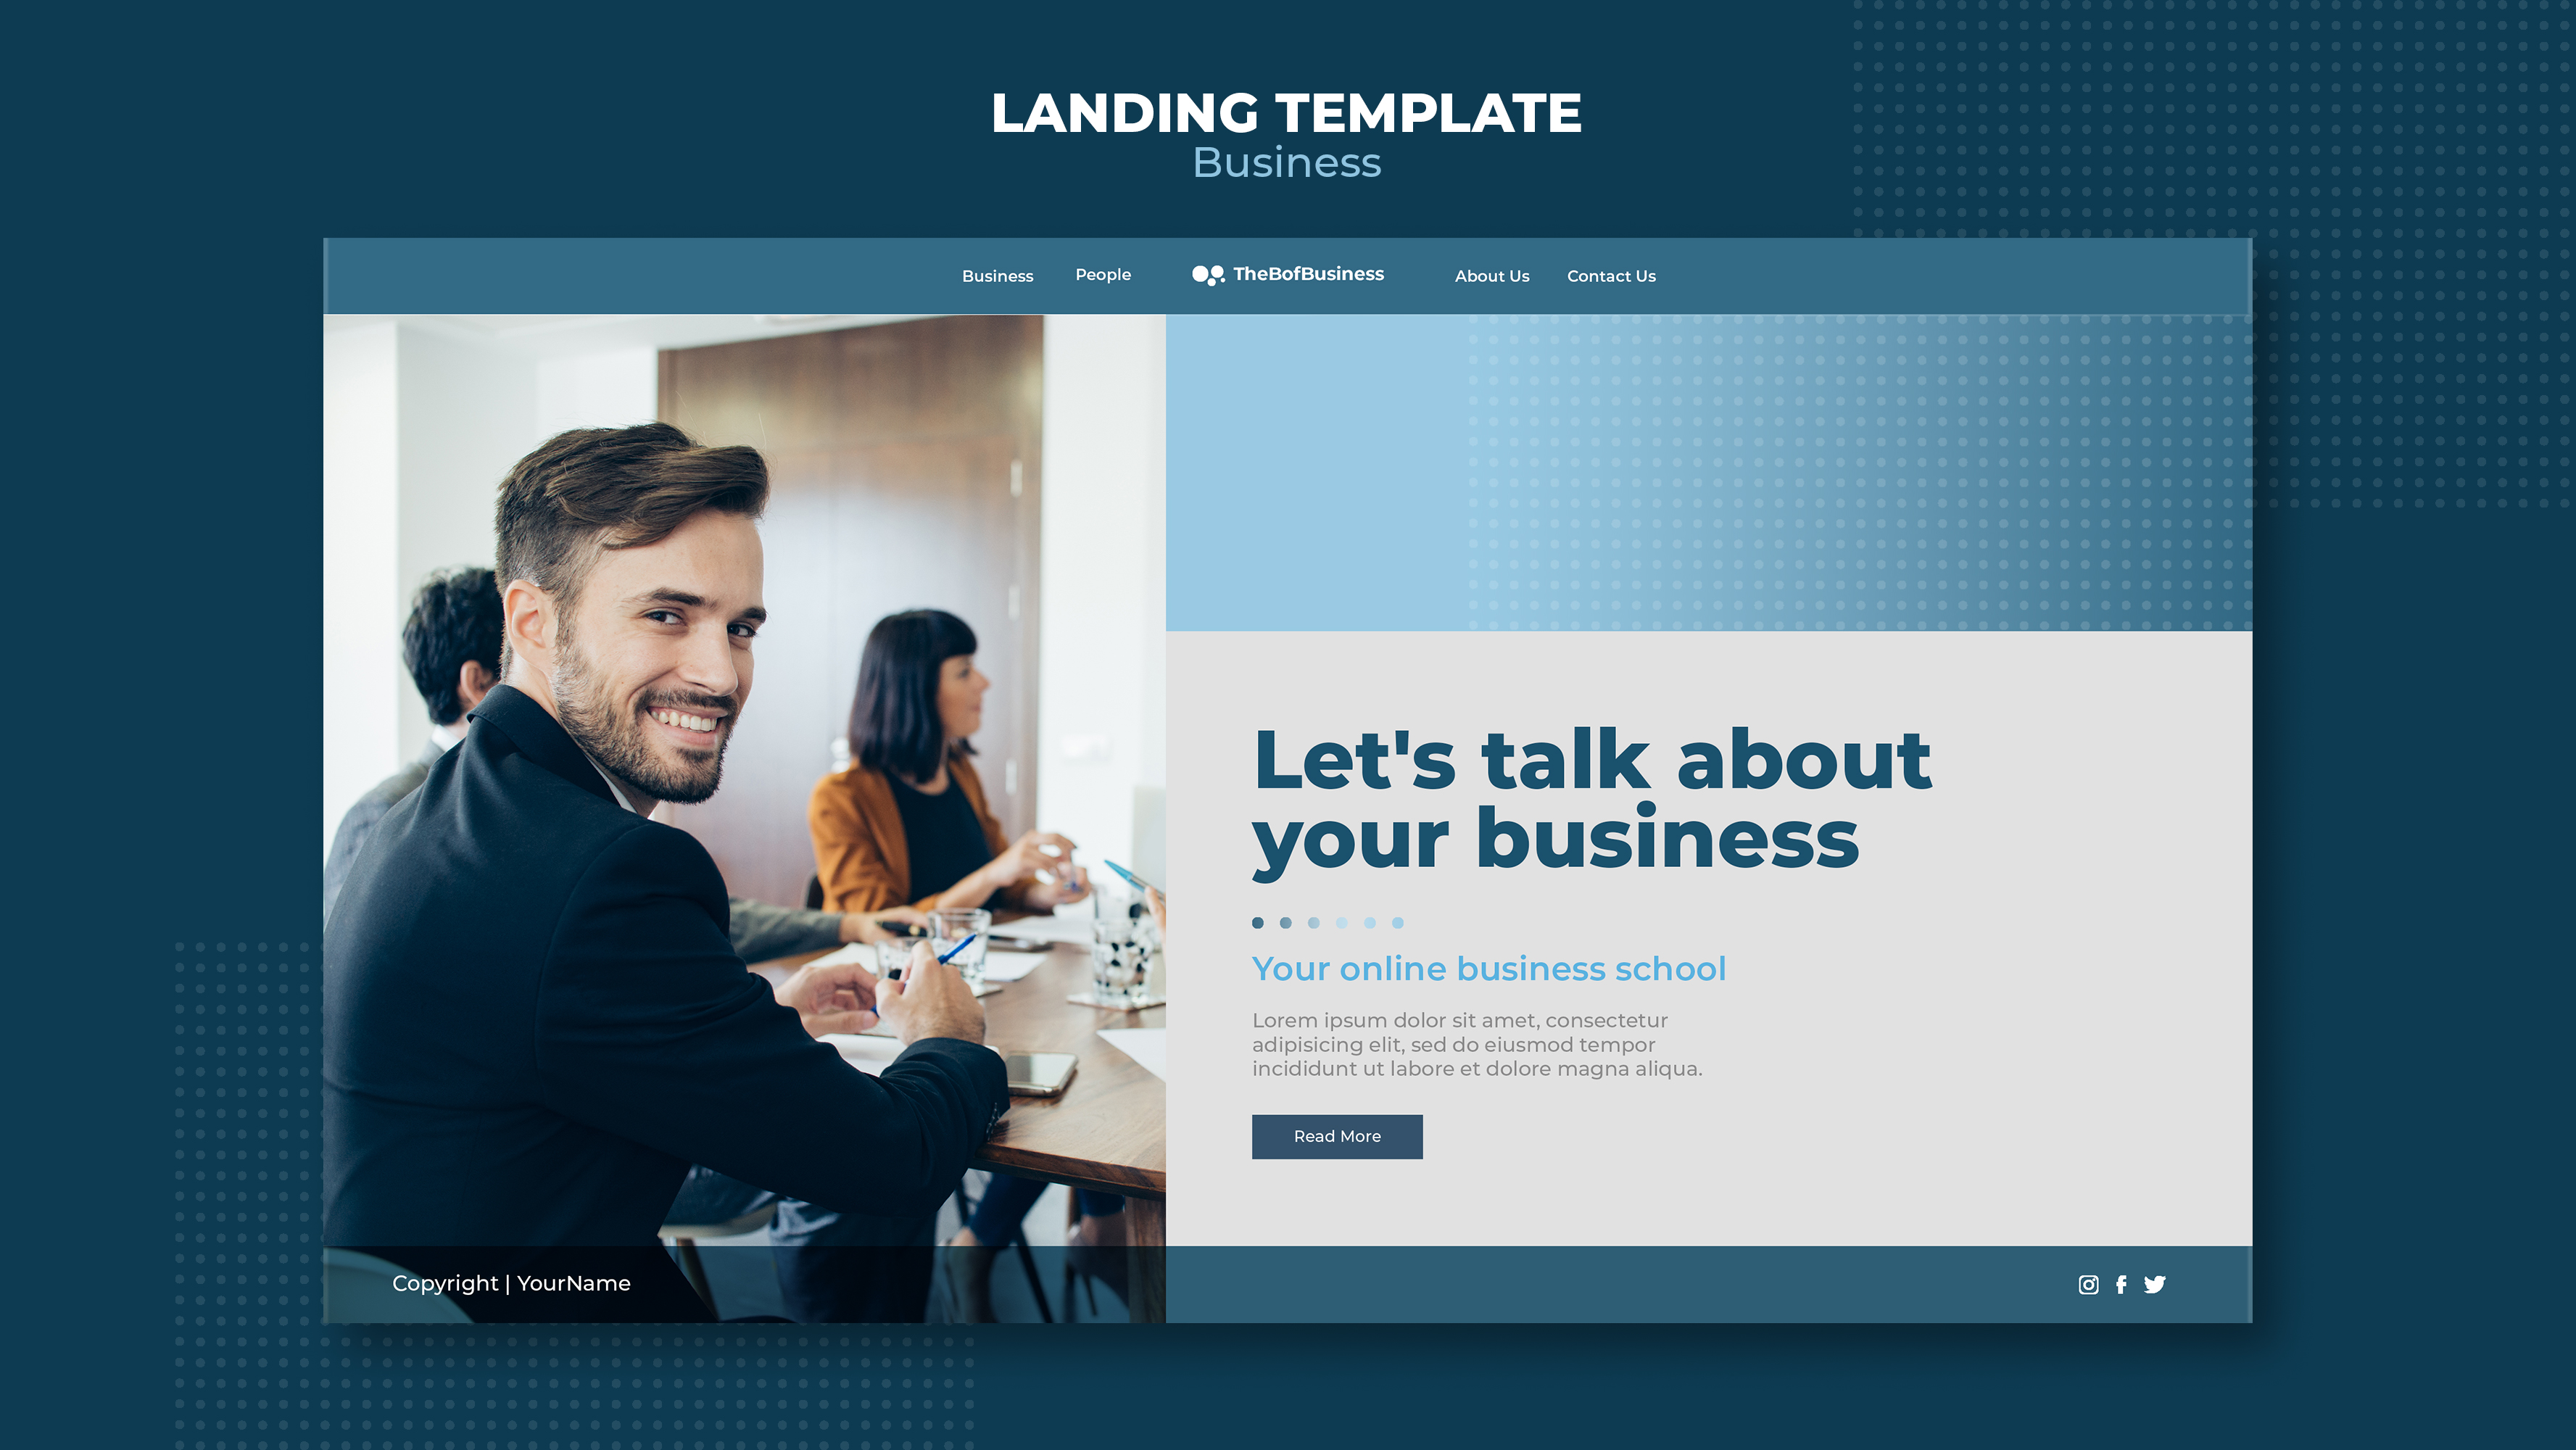 LANDING TEMPLATE
Business
Business People TheBofBusiness About Us Contact Us
Let's talk about
your business
Your online business school
Lorem ipsum dolor sit amet, consectetur
adipisicing elit, sed do eiusmod tempor
incididunt ut labore et dolore magna aliqua.
Read More
Copyright | YourName